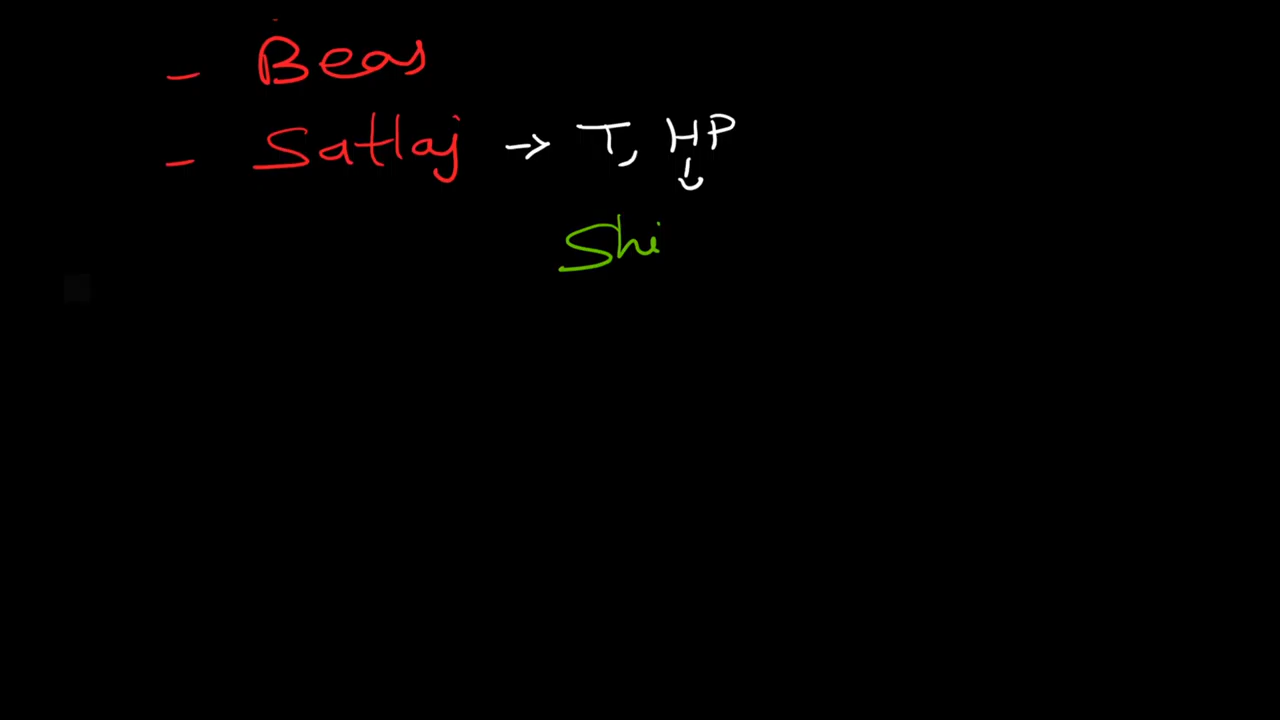 - Beas
- Satlaj → T, HP
↓
Shi